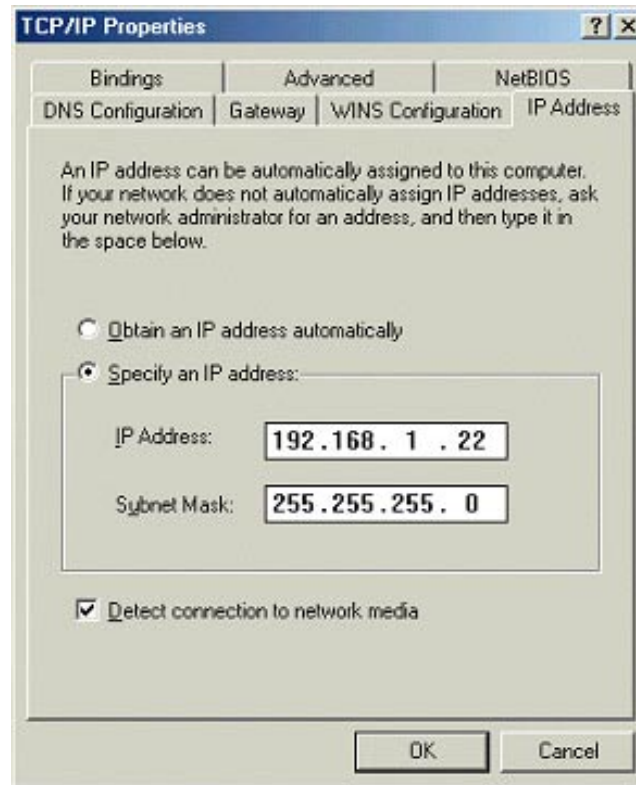 TCP/IP Properties
? X
Bindings Advanced NetBIOS
DNS Configuration Gateway WINS Configuration IP Address
An IP address can be automatically assigned to this computer.
If your network does not automatically assign IP addresses, ask
your network administrator for an address, and then type it in
the space below.
Obtain an IP address automatically
Specify an IP address:
IP Address: 192.168. 1 .22
Subnet Mask: 255.255.255. 0
Detect connection to network media
OK Cancel